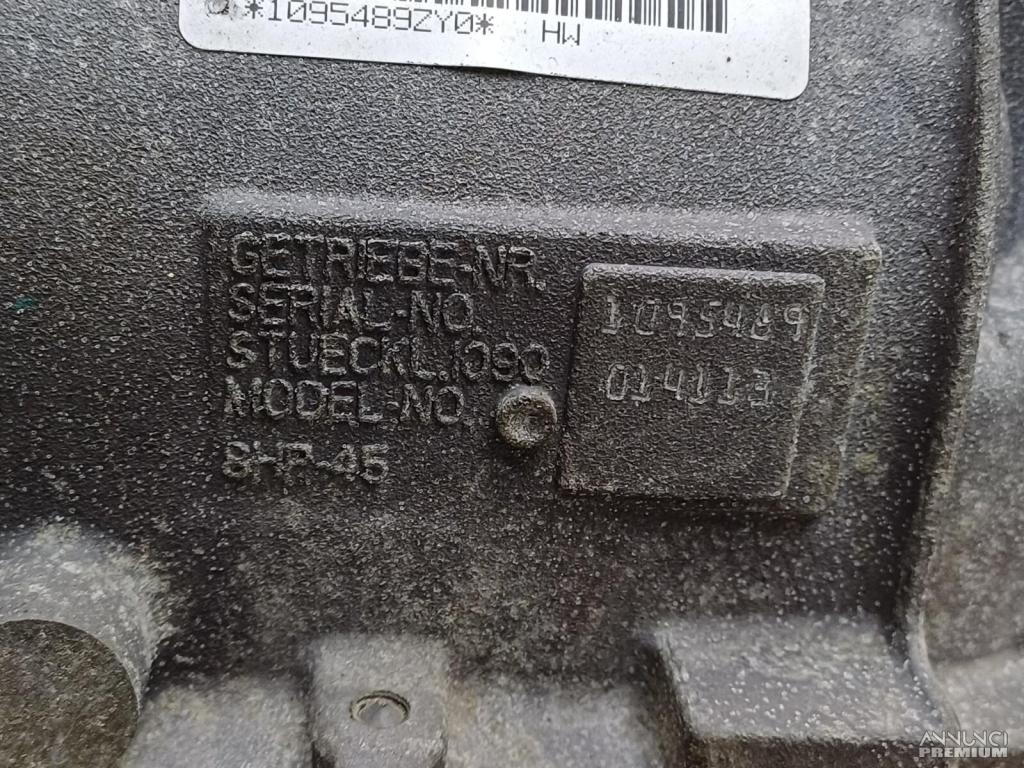 *1095489ZY0* HW
GETRIEBE-NR.
SERIAL-NO.
STUECKL.1090
MODEL-NO.
8HP-45
1095489
014113
ANNUNCI
PREMIUM